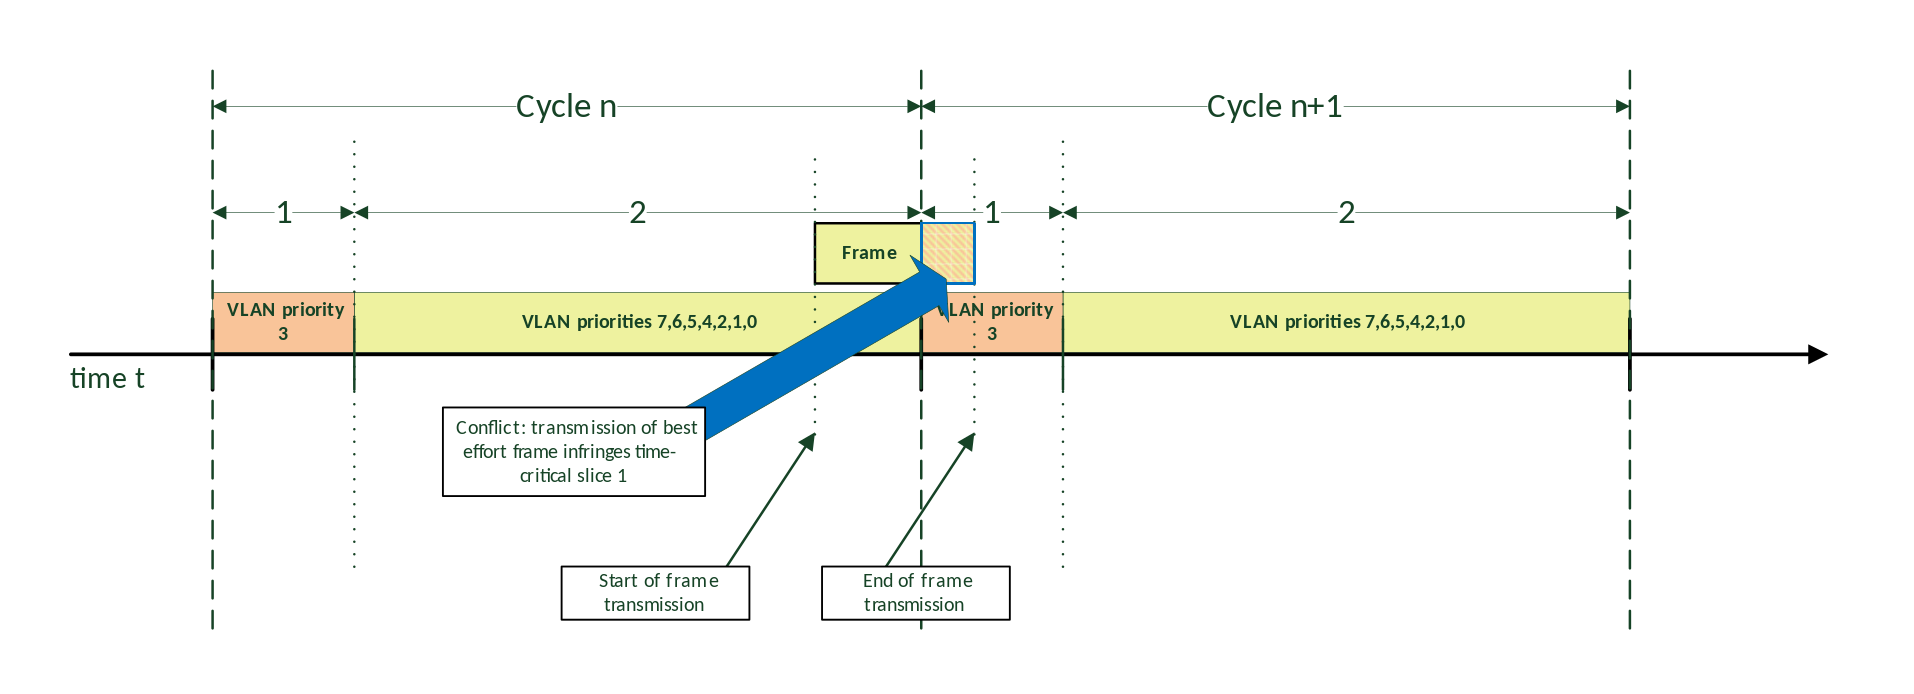 Cycle n
Cycle n+1
1
2
1
2
Frame
VLAN priority
3
VLAN priorities 7,6,5,4,2,1,0
VLAN priority
3
VLAN priorities 7,6,5,4,2,1,0
time t
Conflict: transmission of best
effort frame infringes time-
critical slice 1
Start of frame
transmission
End of frame
transmission